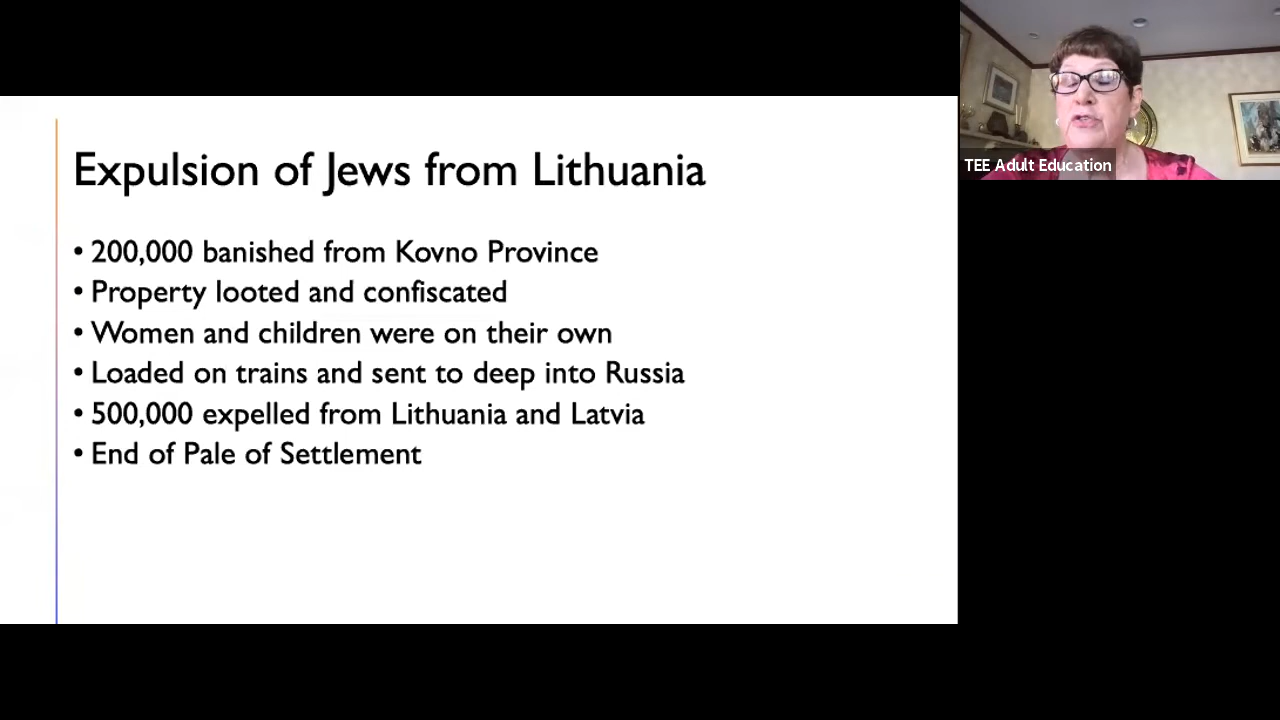 Expulsion of Jews from Lithuania
• 200,000 banished from Kovno Province
• Property looted and confiscated
• Women and children were on their own
• Loaded on trains and sent to deep into Russia
• 500,000 expelled from Lithuania and Latvia
• End of Pale of Settlement
TEE Adult Education